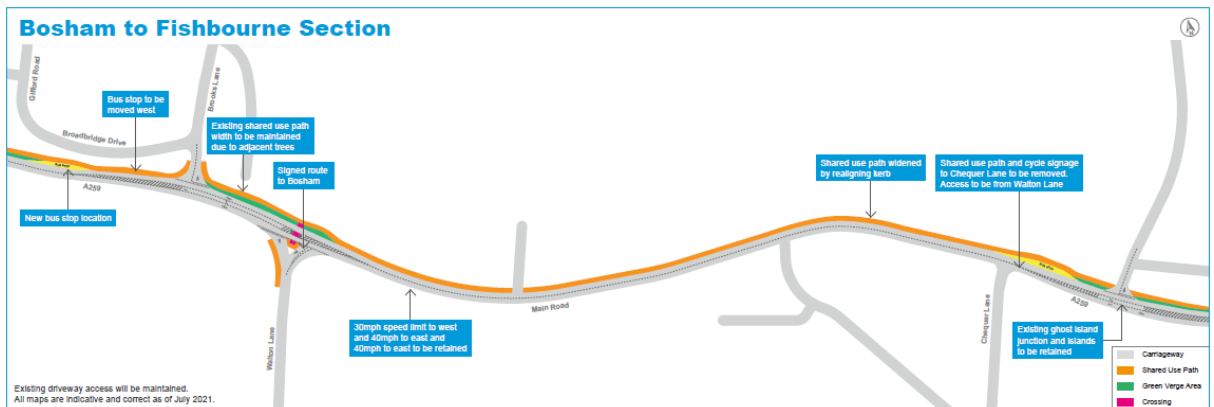 Bosham to Fishbourne Section
Gifford Road
Bus stop to be
moved west
Brooks Lane
Broadbridge Drive
Existing shared use path
width to be maintained
due to adjacent trees
Signed route
to Bosham
A259
New bus stop location
Shared use path widened
by realigning kerb
Shared use path and cycle signage
to Chequer Lane to be removed.
Access to be from Walton Lane
Main Road
Walton Lane
30mph speed limit to west
and 40mph to east and
40mph to east to be retained
Chequer Lane
A259
Existing ghost island
junction and islands
to be retained
Existing driveway access will be maintained.
All maps are indicative and correct as of July 2021.
Carriageway
Shared Use Path
Green Verge Area
Crossing